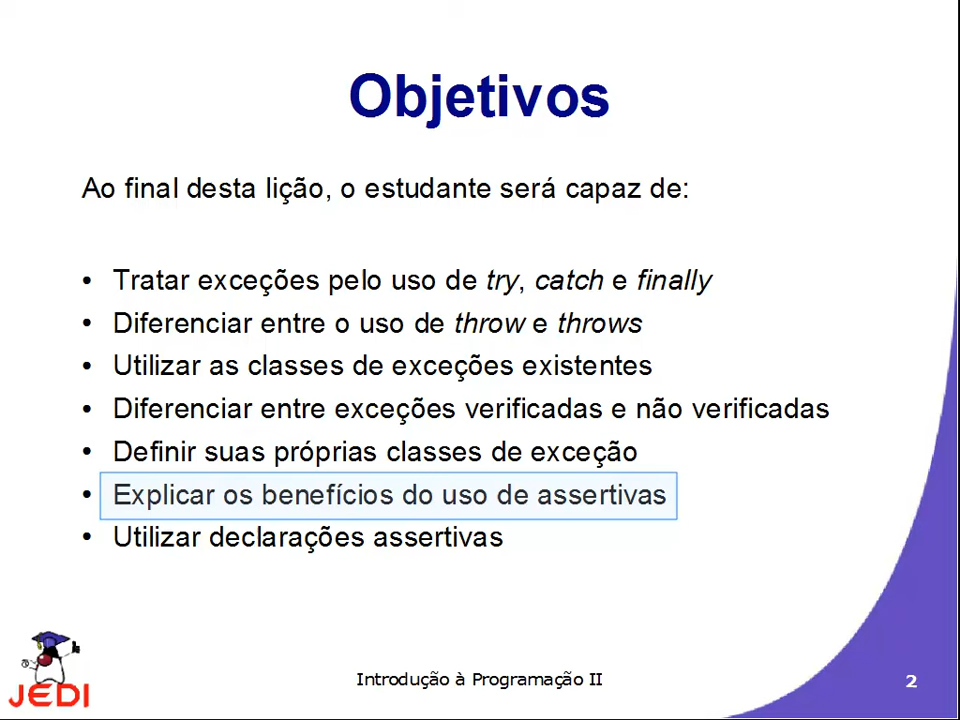 Objetivos
Ao final desta lição, o estudante será capaz de:
• Tratar exceções pelo uso de try, catch e finally
• Diferenciar entre o uso de throw e throws
• Utilizar as classes de exceções existentes
• Diferenciar entre exceções verificadas e não verificadas
• Definir suas próprias classes de exceção
• Explicar os benefícios do uso de assertivas
• Utilizar declarações assertivas
JEDI
Introdução à Programação II
2